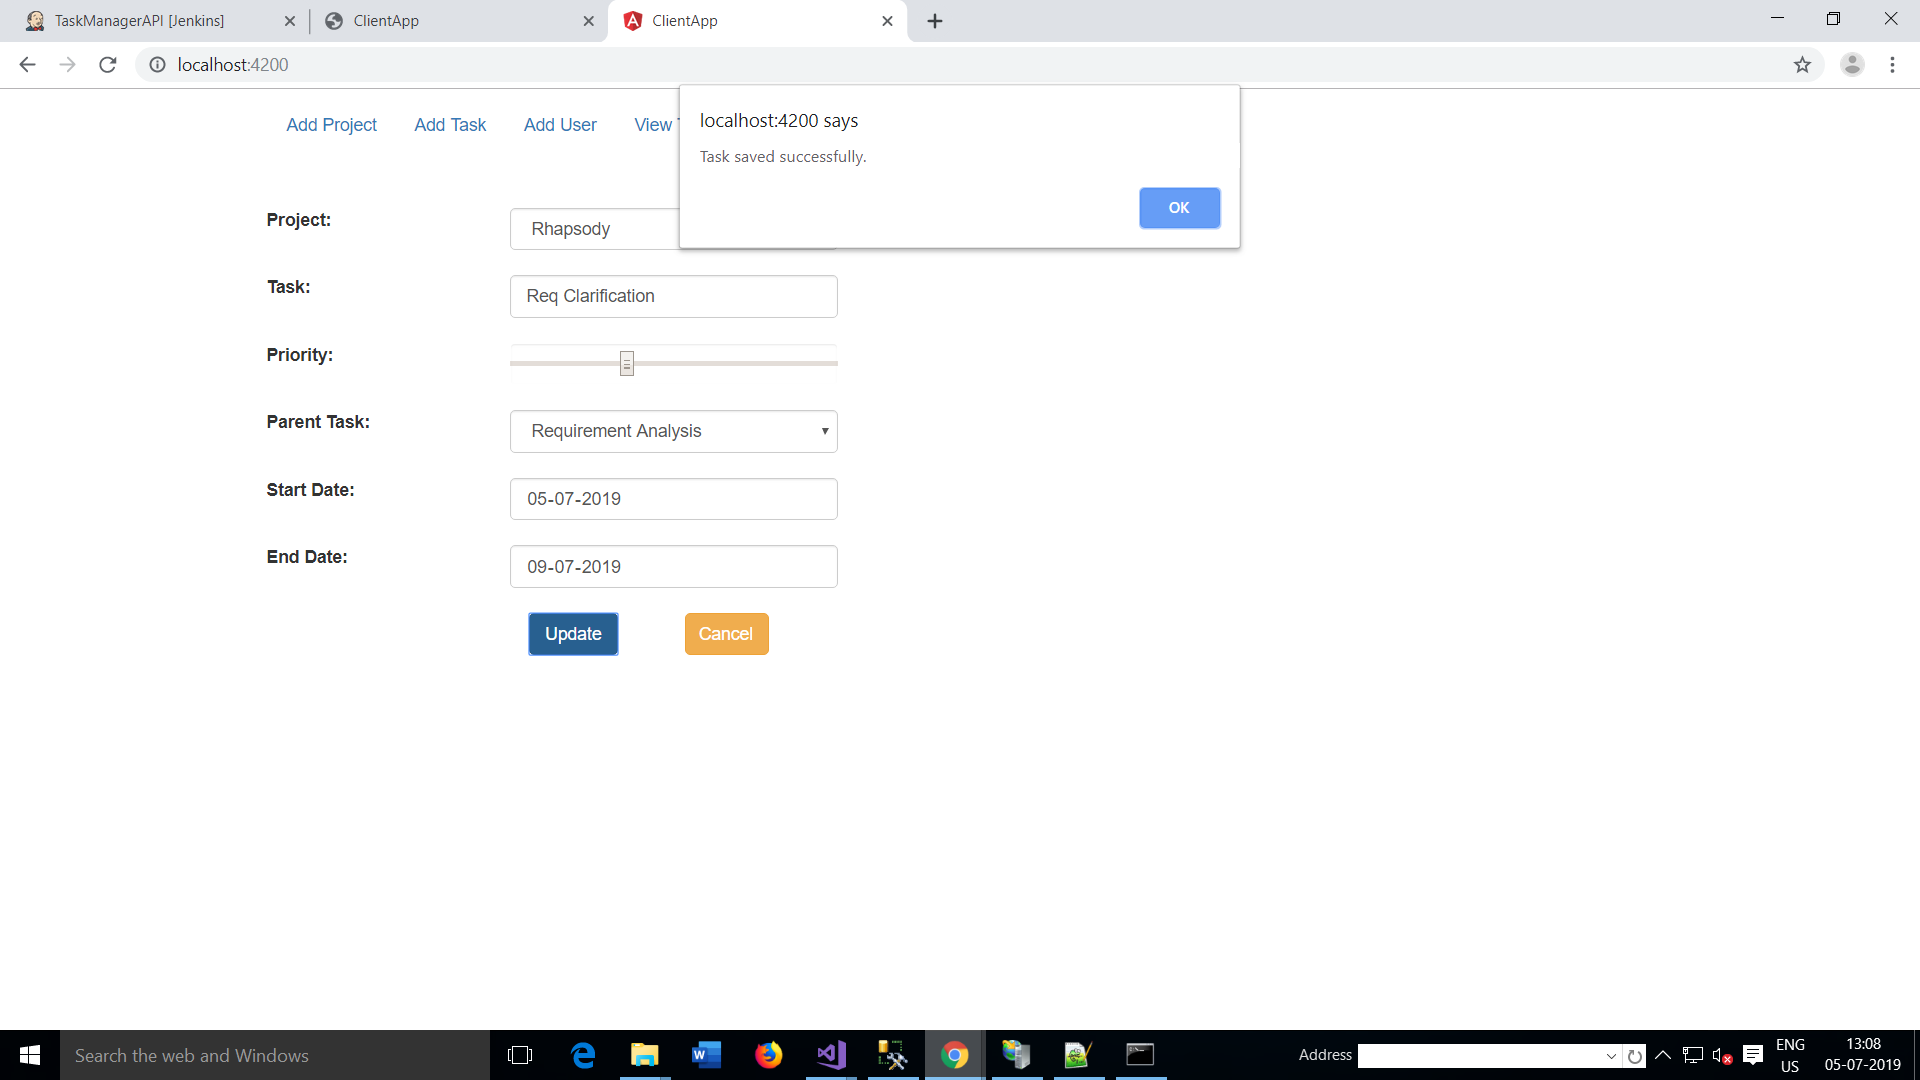 TaskManagerAPI [Jenkins]
ClientApp
ClientApp
localhost:4200
Add Project
Add Task
Add User
View
localhost:4200 says
Task saved successfully.
OK
Project:
Rhapsody
Task:
Req Clarification
Priority:
Parent Task:
Requirement Analysis
Start Date:
05-07-2019
End Date:
09-07-2019
Update
Cancel
Search the web and Windows
Address
ENG
US
13:08
05-07-2019